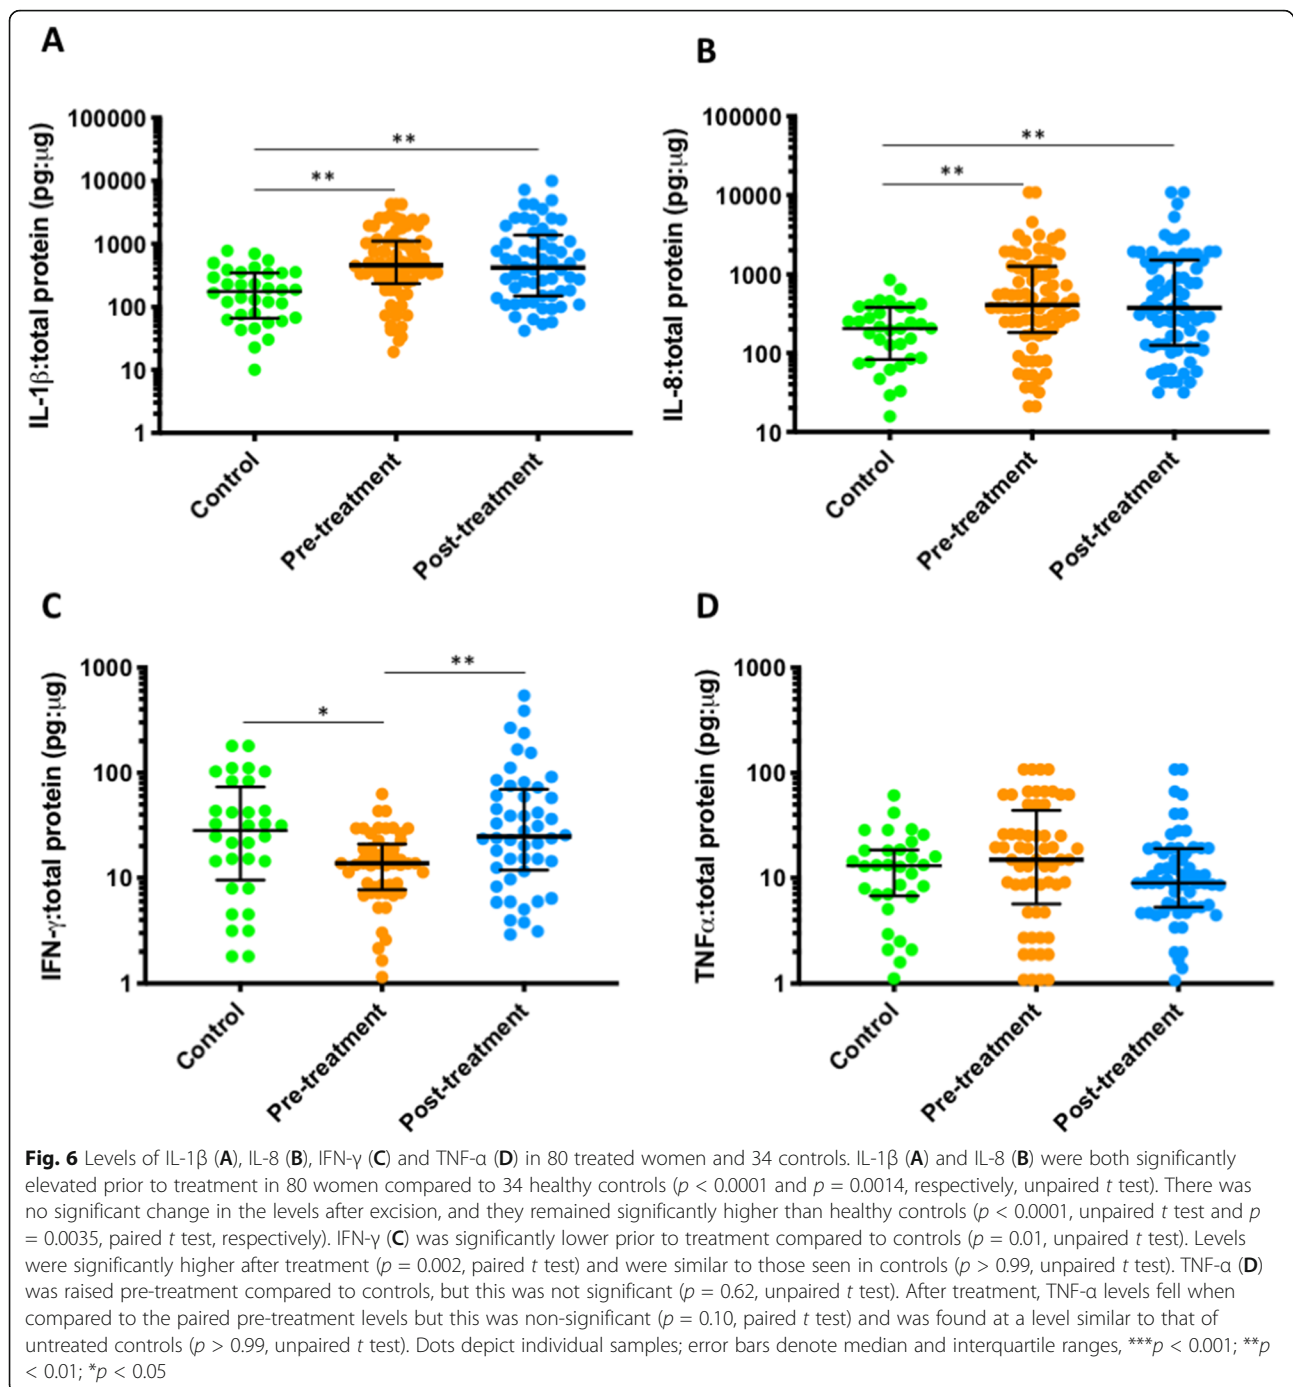 A
B
IL-1β:total protein (pg:μg)
100000
10000
1000
100
10
1
**
**
Control
Pre-treatment
Post-treatment
IL-8:total protein (pg:μg)
100000
10000
1000
100
10
**
**
Control
Pre-treatment
Post-treatment
C
D
IFN-γ:total protein (pg:μg)
1000
100
10
1
*
**
Control
Pre-treatment
Post-treatment
TNFα:total protein (pg:μg)
1000
100
10
1
Control
Pre-treatment
Post-treatment
Fig. 6 Levels of IL-1β (A), IL-8 (B), IFN-γ (C) and TNF-α (D) in 80 treated women and 34 controls. IL-1β (A) and IL-8 (B) were both significantly
elevated prior to treatment in 80 women compared to 34 healthy controls (p < 0.0001 and p = 0.0014, respectively, unpaired t test). There was
no significant change in the levels after excision, and they remained significantly higher than healthy controls (p < 0.0001, unpaired t test and p
= 0.0035, paired t test, respectively). IFN-γ (C) was significantly lower prior to treatment compared to controls (p = 0.01, unpaired t test). Levels
were significantly higher after treatment (p = 0.002, paired t test) and were similar to those seen in controls (p > 0.99, unpaired t test). TNF-α (D)
was raised pre-treatment compared to controls, but this was not significant (p = 0.62, unpaired t test). After treatment, TNF-α levels fell when
compared to the paired pre-treatment levels but this was non-significant (p = 0.10, paired t test) and was found at a level similar to that of
untreated controls (p > 0.99, unpaired t test). Dots depict individual samples; error bars denote median and interquartile ranges, ***p < 0.001; **p
< 0.01; *p < 0.05